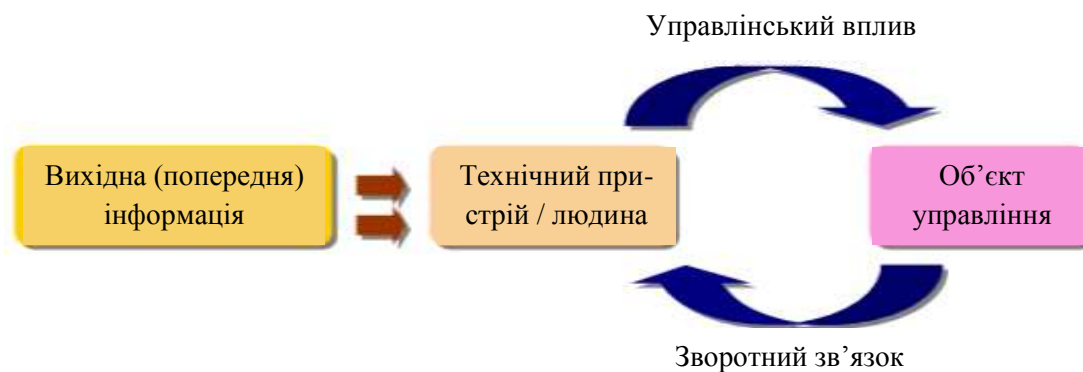 Управлінський вплив
Вихідна (попередня)
інформація
Технічний при-
стрій / людина
Об’єкт
управління
Зворотний зв’язок